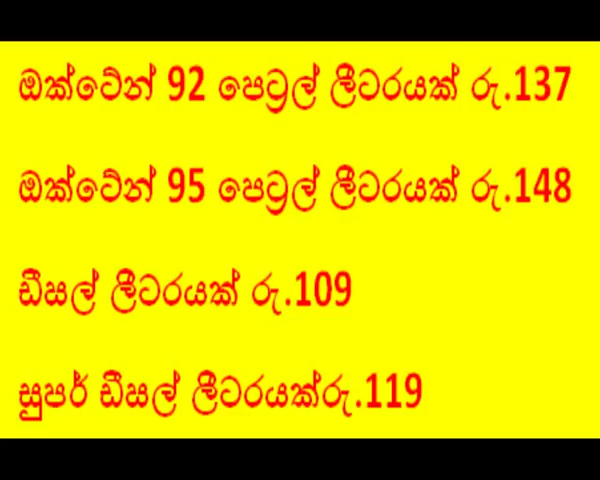 ඔක්ටේන් 92 පෙට්‍රල් ලීටරයක් රු.137
ඔක්ටේන් 95 පෙට්‍රල් ලීටරයක් රු.148
ඩීසල් ලීටරයක් රු.109
සුපර් ඩීසල් ලීටරයක්රු.119